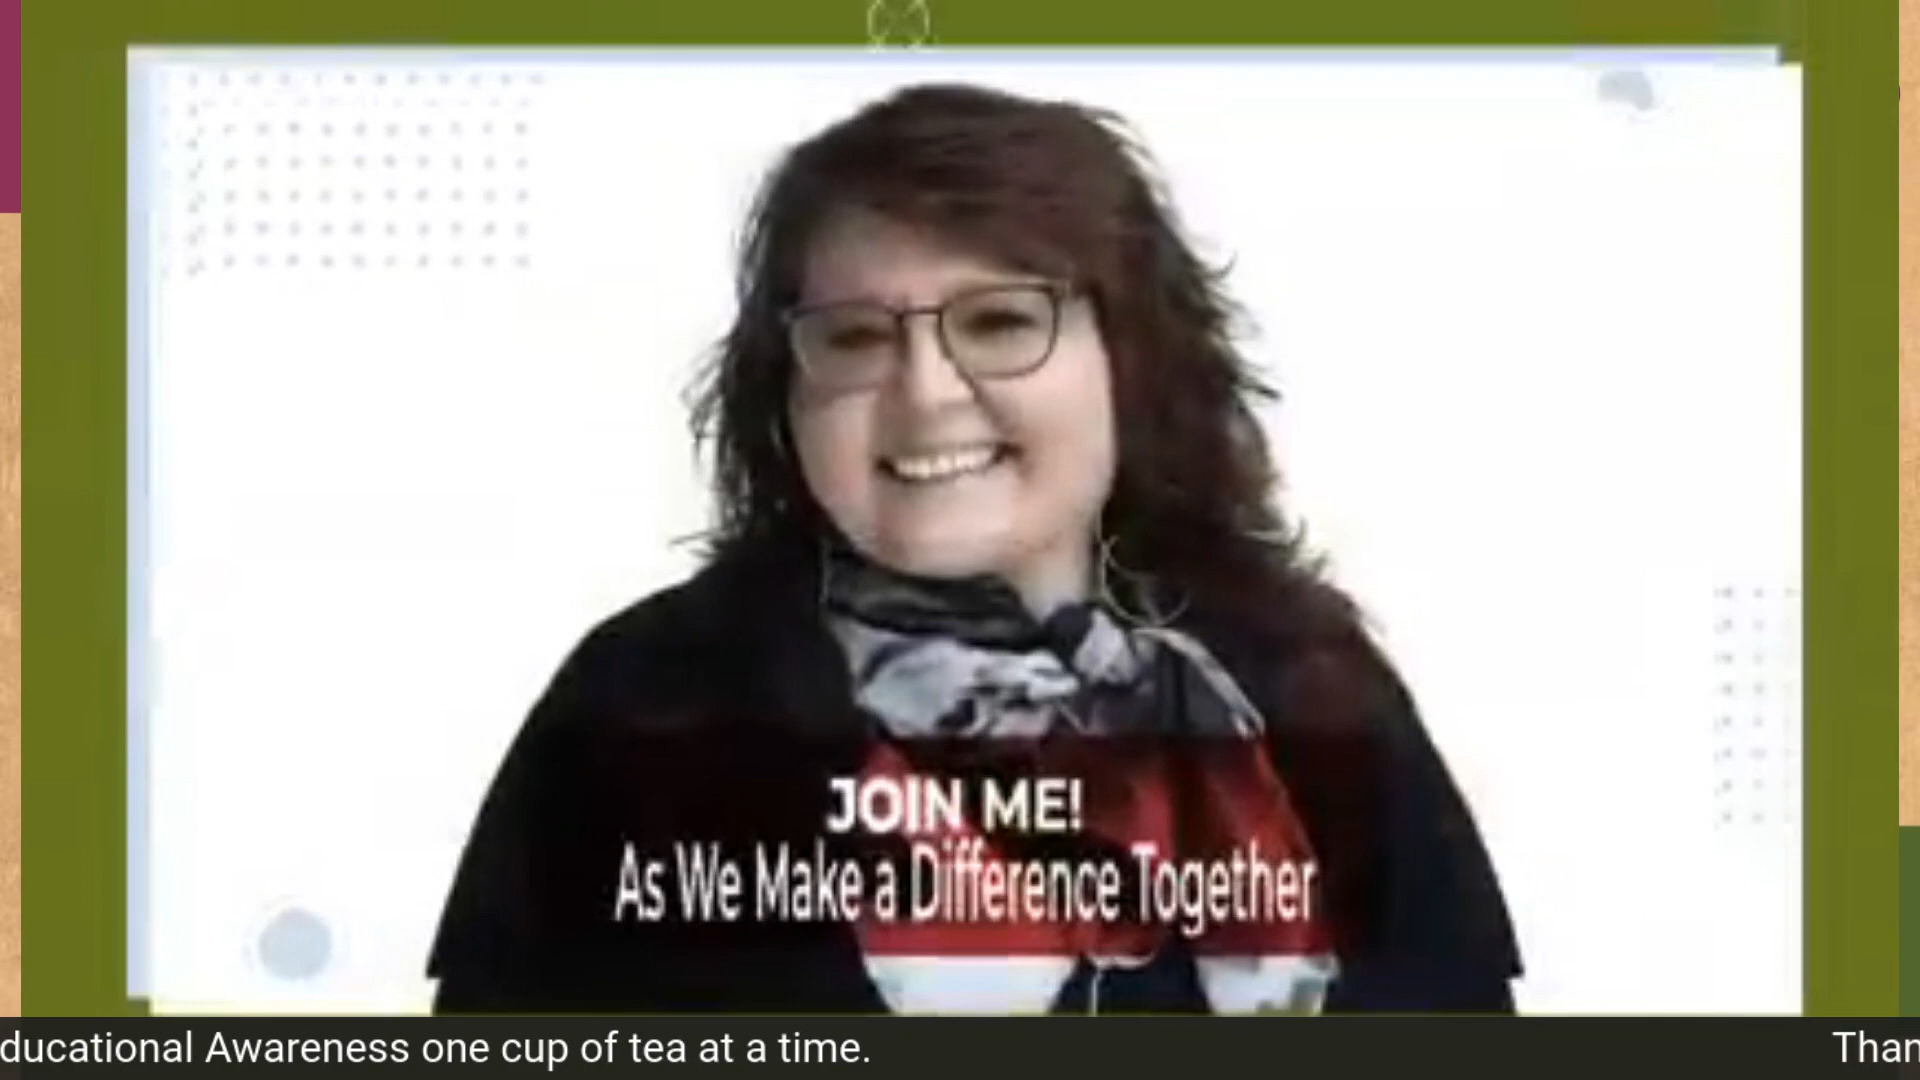 JOIN ME!
As We Make a Difference Together
ducational Awareness one cup of tea at a time.
Than